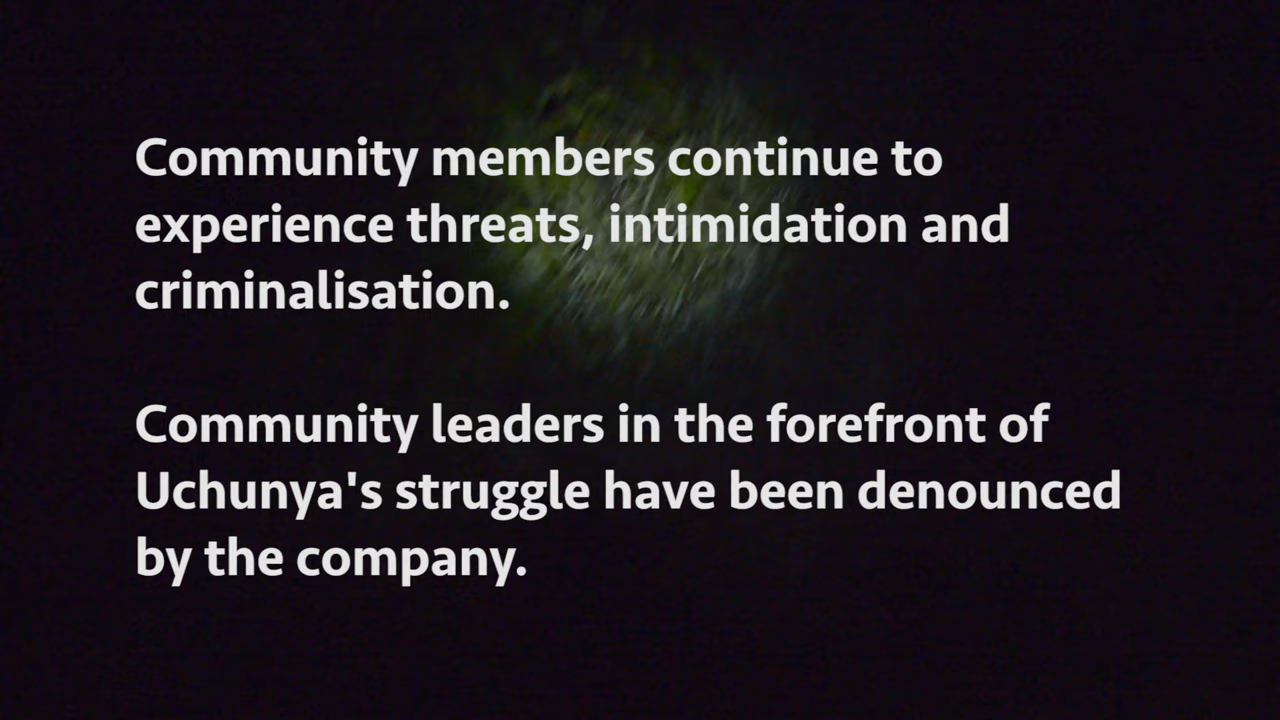 Community members continue to
experience threats, intimidation and
criminalisation.
Community leaders in the forefront of
Uchunya's struggle have been denounced
by the company.